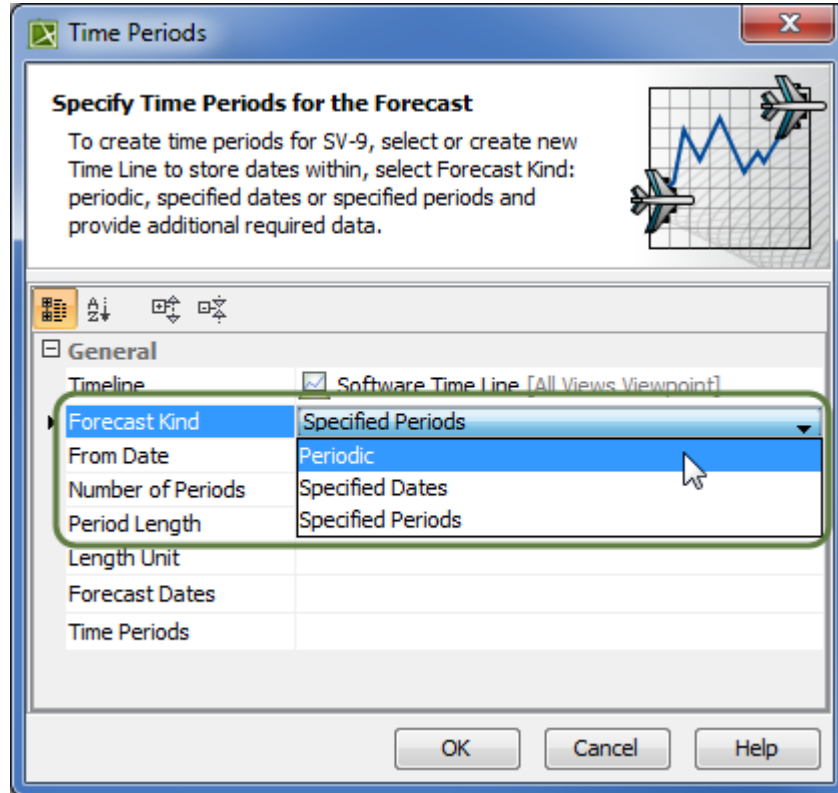 Time Periods
Specify Time Periods for the Forecast
To create time periods for SV-9, select or create new
Time Line to store dates within, select Forecast Kind:
periodic, specified dates or specified periods and
provide additional required data.
General
Timeline Software Time Line [All Views Viewpoint]
Forecast Kind Specified Periods
From Date Periodic
Number of Periods Specified Dates
Period Length Specified Periods
Length Unit
Forecast Dates
Time Periods
OK Cancel Help